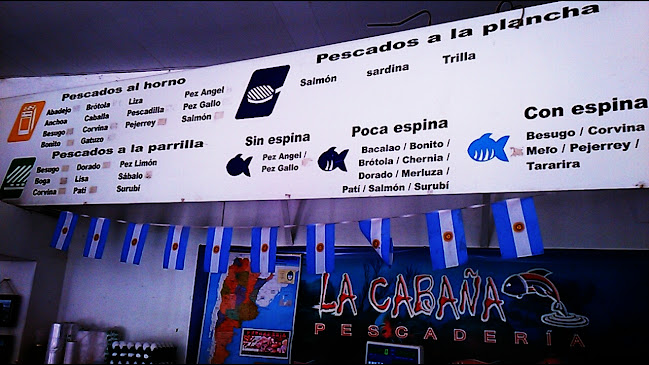 Pescados al horno
Abadejo Brótola Liza Pez Angel
Anchoa Caballa Pescadilla Pez Gallo
Besugo Corvina Pejerrey Salmón
Bonito Gatuzo
Pescados a la parrilla
Besugo Dorado Pez Limón
Boga Lisa Sábalo
Corvina Patí Surubí
Pescados a la plancha
Salmón sardina Trilla
Sin espina
Pez Angel /
Pez Gallo
Poca espina
Bacalao / Bonito /
Brótola / Chernia /
Dorado / Merluza /
Patí / Salmón / Surubí
Con espina
Besugo / Corvina
Mero / Pejerrey /
Tararira
LA CABAÑA
PESCADERÍA